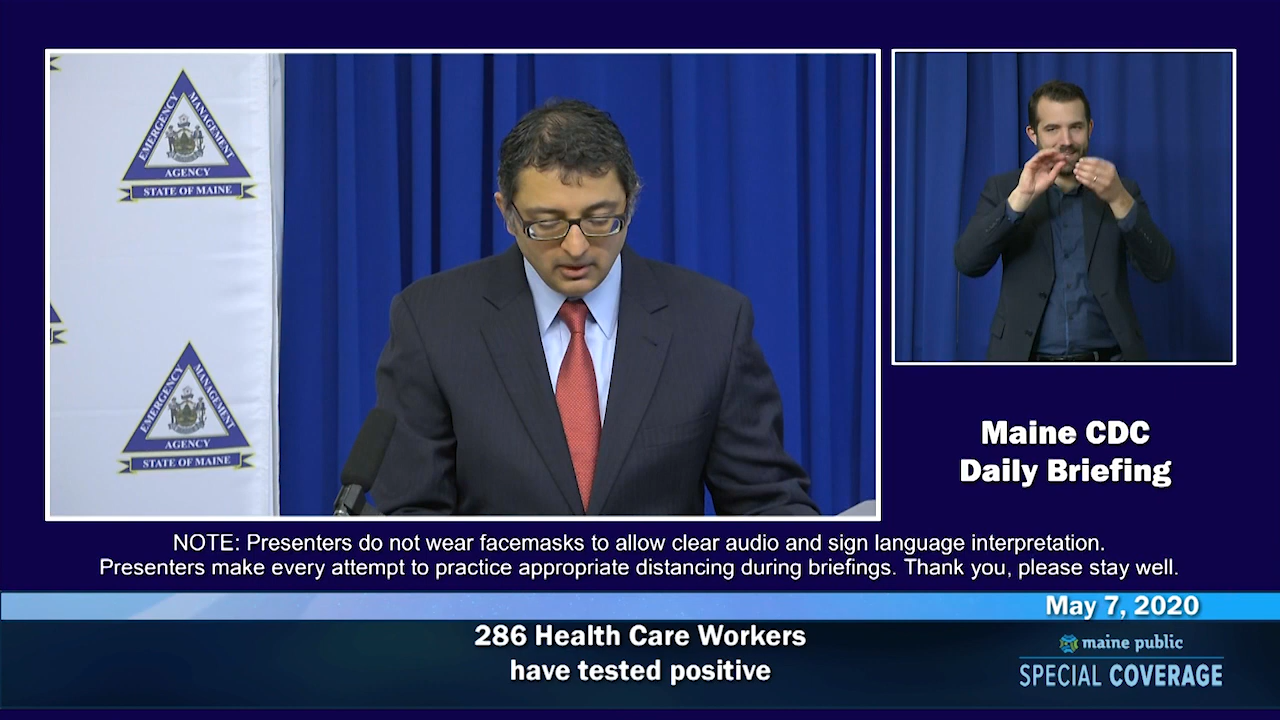 EMERGENCY
MANAGEMENT
AGENCY
STATE OF MAINE
EMERGENCY
MANAGEMENT
AGENCY
STATE OF MAINE
Maine CDC
Daily Briefing
NOTE: Presenters do not wear facemasks to allow clear audio and sign language interpretation.
Presenters make every attempt to practice appropriate distancing during briefings. Thank you, please stay well.
May 7, 2020
286 Health Care Workers
have tested positive
maine public
SPECIAL COVERAGE